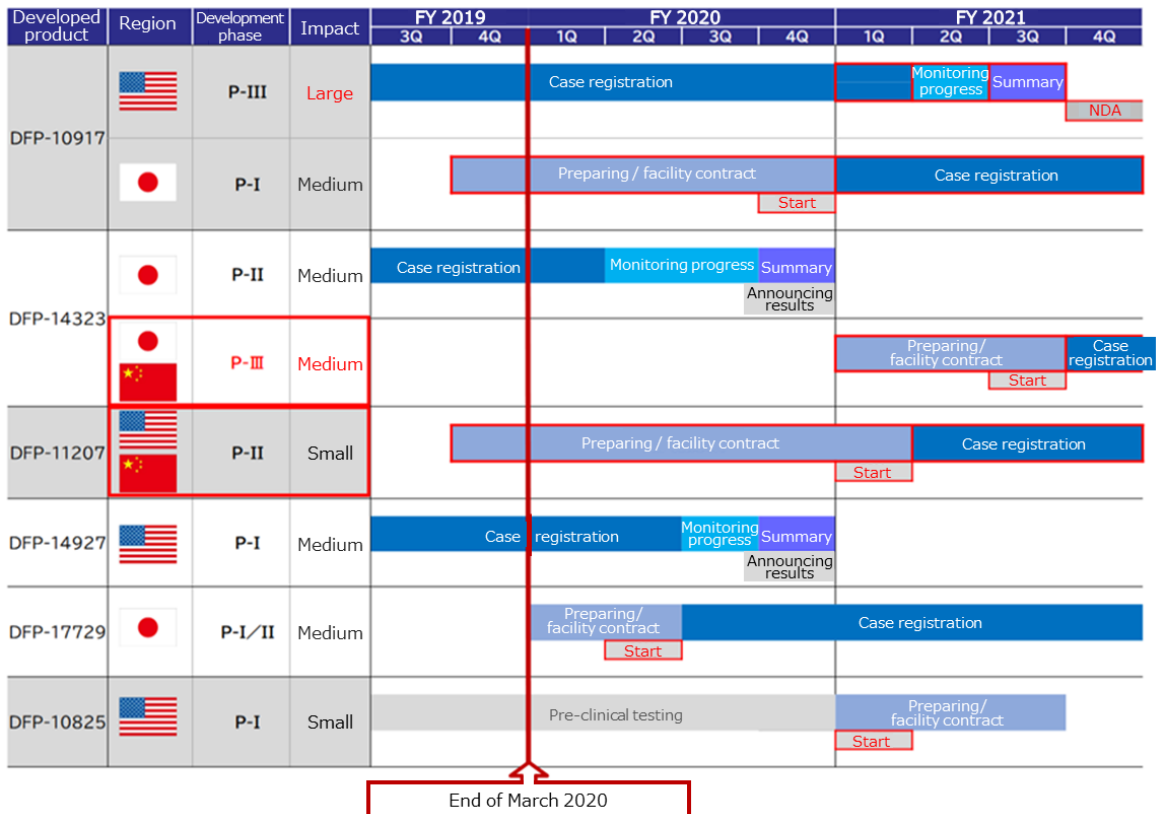 Developed product
Region
Development phase
Impact
FY 2019
FY 2020
FY 2021
3Q 4Q 1Q 2Q 3Q 4Q 1Q 2Q 3Q 4Q
DFP-10917
P-III
Large
Case registration
Monitoring progress
Summary
NDA
P-I
Medium
Preparing / facility contract
Case registration
Start
DFP-14323
P-II
Medium
Case registration
Monitoring progress
Summary
Announcing results
P-III
Medium
Preparing/
facility contract
Case registration
Start
DFP-11207
P-II
Small
Preparing / facility contract
Case registration
Start
DFP-14927
P-I
Medium
Case registration
Monitoring progress
Summary
Announcing results
DFP-17729
P-I/II
Medium
Preparing/
facility contract
Case registration
Start
DFP-10825
P-I
Small
Pre-clinical testing
Preparing/
facility contract
Start
End of March 2020